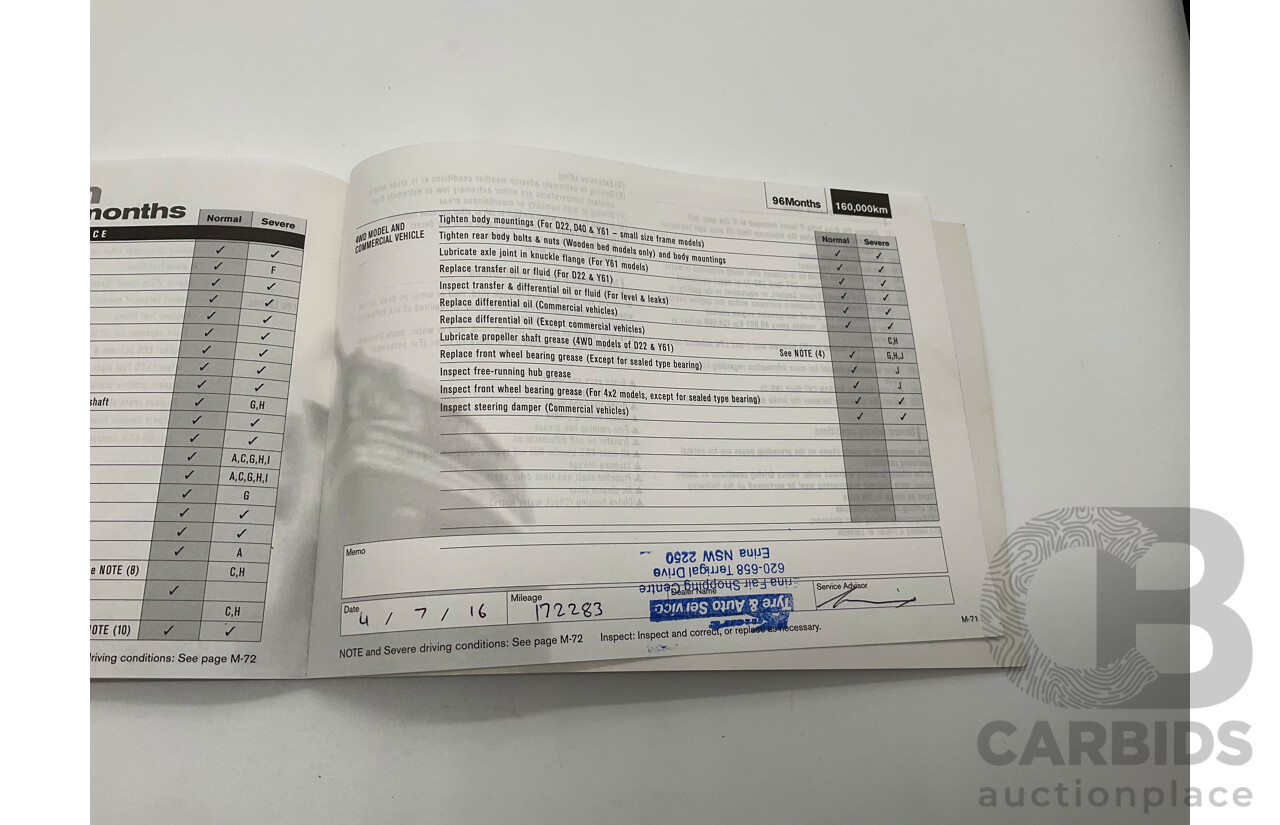 months
Normal Severe
C E
✓ ✓
✓ F
✓ ✓
✓ ✓
✓ ✓
✓ ✓
✓ ✓
✓ ✓
✓ ✓
shaft ✓ G,H
✓ ✓
✓ ✓
✓ A,C,G,H,I
✓ A,C,G,H,I
✓ G
✓ ✓
✓ ✓
✓ A
e NOTE (8) C,H
✓
C,H
OTE (10) ✓ ✓
riving conditions: See page M-72
96Months 160,000km
4WD MODEL AND
COMMERCIAL VEHICLE
Normal Severe
Tighten body mountings (For D22, D40 & Y61 – small size frame models) ✓ ✓
Tighten rear body bolts & nuts (Wooden bed models only) and body mountings ✓ ✓
Lubricate axle joint in knuckle flange (For Y61 models) ✓ ✓
Replace transfer oil or fluid (For D22 & Y61) ✓ ✓
Inspect transfer & differential oil or fluid (For level & leaks) ✓ ✓
Replace differential oil (Commercial vehicles) ✓ ✓
Replace differential oil (Except commercial vehicles) C,H
Lubricate propeller shaft grease (4WD models of D22 & Y61) See NOTE (4) ✓ G,H,J
Replace front wheel bearing grease (Except for sealed type bearing) ✓ J
Inspect free-running hub grease ✓ J
Inspect front wheel bearing grease (For 4x2 models, except for sealed type bearing) ✓ ✓
Inspect steering damper (Commercial vehicles) ✓ ✓
Memo
Date 4 / 7 / 16
Mileage 172283
Dealer Name
Service Advisor
Tyre & Auto Service
rina Fair Shopping Centre
620-658 Terrigal Drive
Erina NSW 2250
NOTE and Severe driving conditions: See page M-72 Inspect: Inspect and correct, or replace as necessary.
M-71
CARBIDS
auctionplace